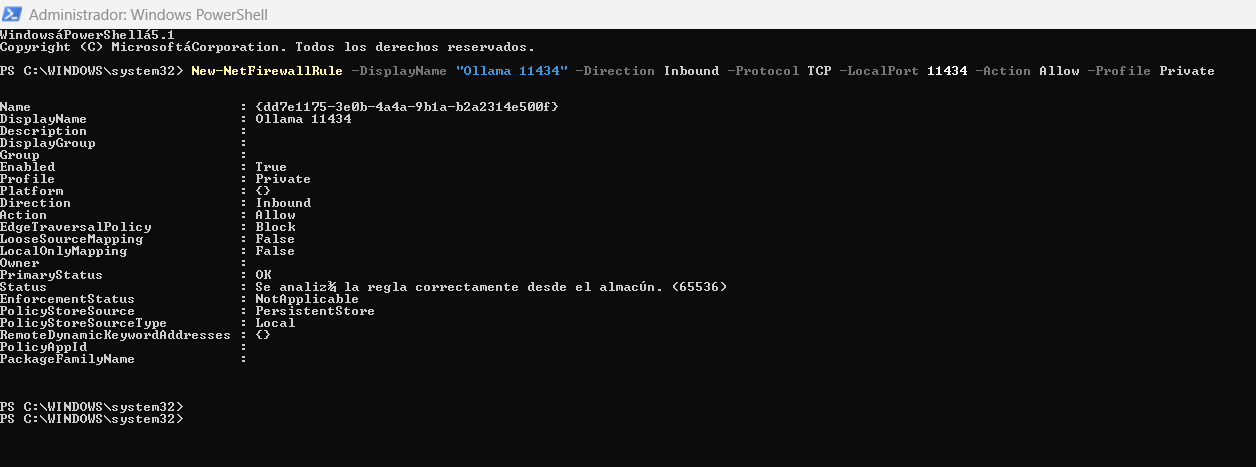 Administrador: Windows PowerShell
WindowsáPowerShellá5.1
Copyright (C) MicrosoftáCorporation. Todos los derechos reservados.
PS C:\WINDOWS\system32> New-NetFirewallRule -DisplayName "Ollama 11434" -Direction Inbound -Protocol TCP -LocalPort 11434 -Action Allow -Profile Private
Name : {dd7e1175-3e0b-4a4a-9b1a-b2a2314e500f}
DisplayName : Ollama 11434
Description :
DisplayGroup :
Group :
Enabled : True
Profile : Private
Platform : {}
Direction : Inbound
Action : Allow
EdgeTraversalPolicy : Block
LooseSourceMapping : False
LocalOnlyMapping : False
Owner :
PrimaryStatus : OK
Status : Se analiz¾ la regla correctamente desde el almacÚn. (65536)
EnforcementStatus : NotApplicable
PolicyStoreSource : PersistentStore
PolicyStoreSourceType : Local
RemoteDynamicKeywordAddresses : {}
PolicyAppId :
PackageFamilyName :
PS C:\WINDOWS\system32>
PS C:\WINDOWS\system32>